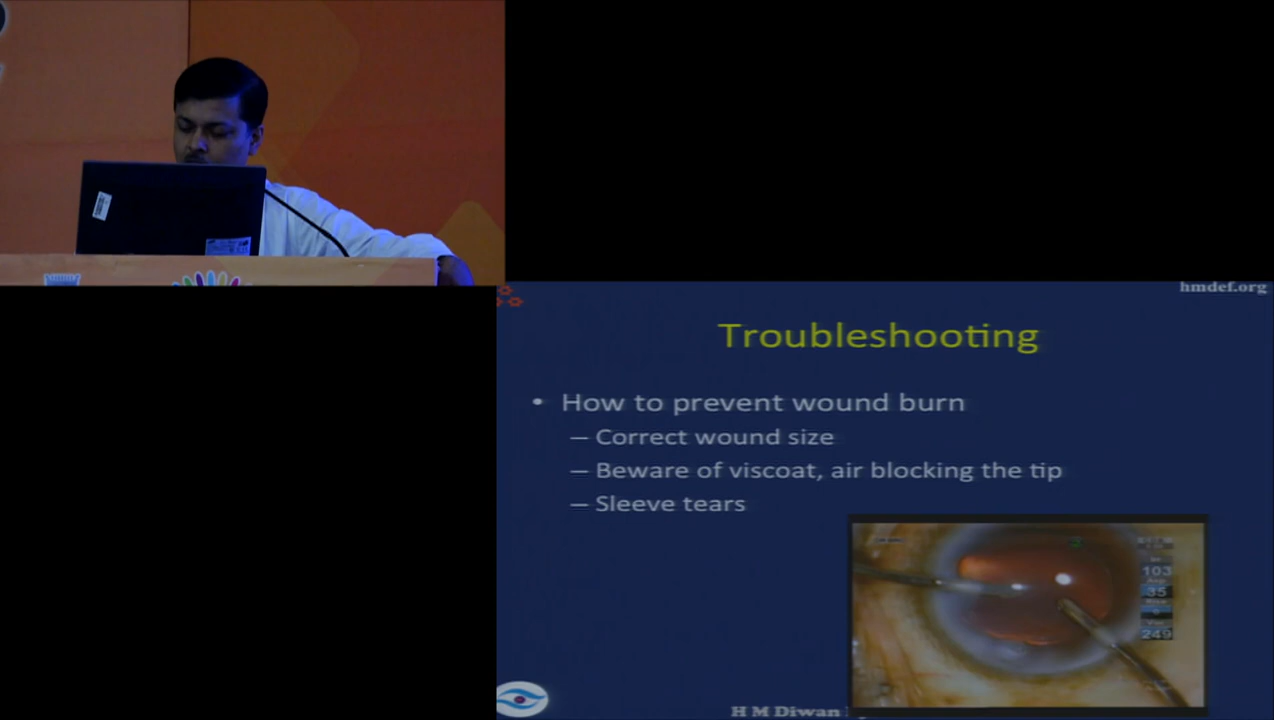 hmdef.org
Troubleshooting
• How to prevent wound burn
– Correct wound size
– Beware of viscoat, air blocking the tip
– Sleeve tears
103
35
249
H M Diwan